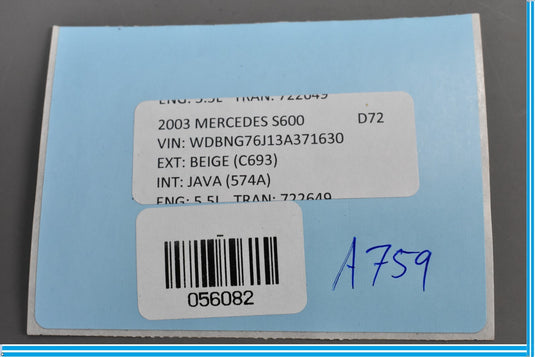 ENG: 5.5L TRAN: 722649
2003 MERCEDES S600 D72
VIN: WDBNG76J13A371630
EXT: BEIGE (C693)
INT: JAVA (574A)
ENG: 5.5L TRAN: 722649
056082
A759